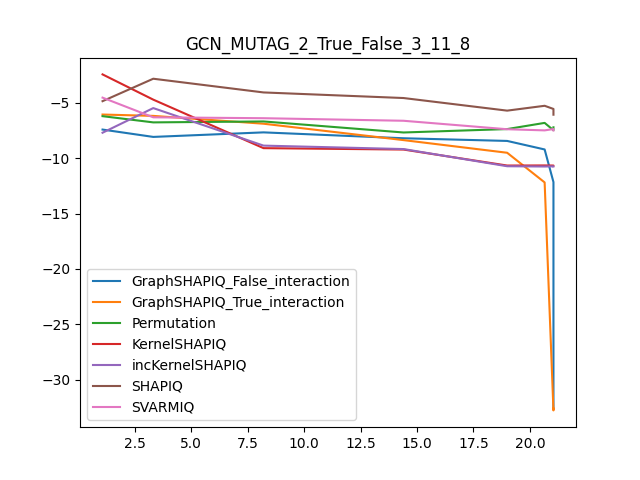 GCN_MUTAG_2_True_False_3_11_8
−5
−10
−15
−20
−25
−30
GraphSHAPIQ_False_interaction
GraphSHAPIQ_True_interaction
Permutation
KernelSHAPIQ
incKernelSHAPIQ
SHAPIQ
SVARMIQ
2.5 5.0 7.5 10.0 12.5 15.0 17.5 20.0